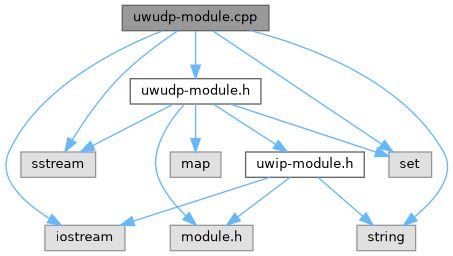 uwudp-module.cpp
uwudp-module.h
sstream
map
uwip-module.h
set
iostream
module.h
string